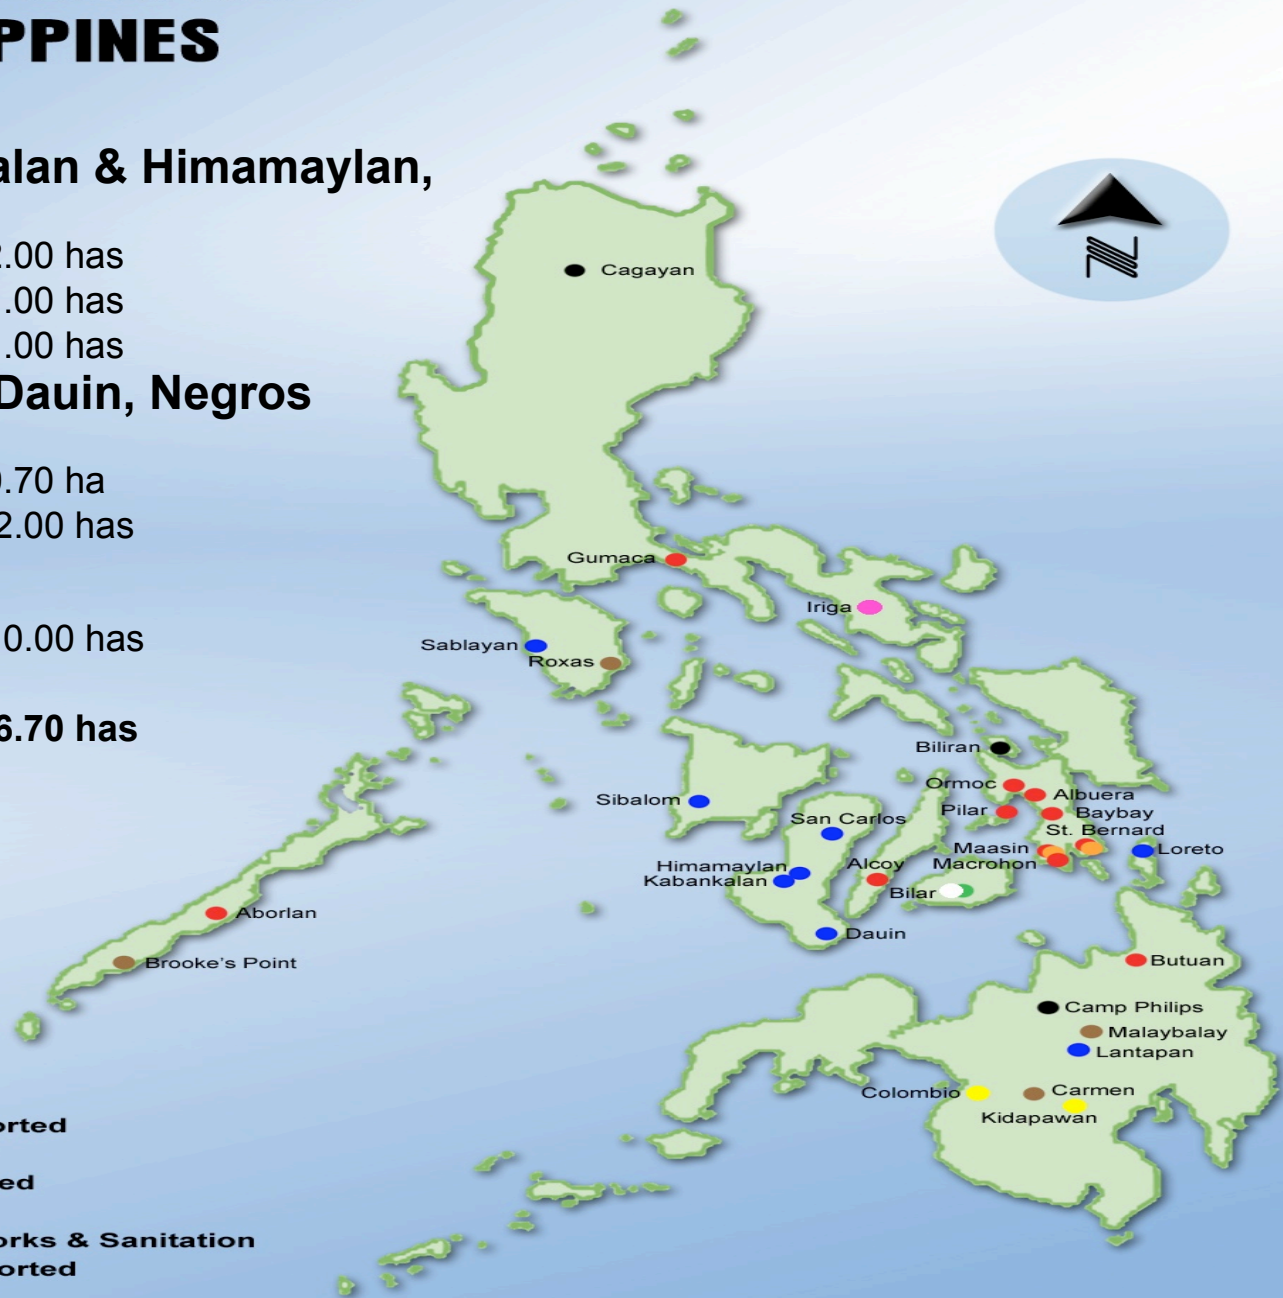 PPINES
alan & Himamaylan,
.00 has
.00 has
.00 has
Dauin, Negros
.70 ha
2.00 has
0.00 has
6.70 has
N
Cagayan
Gumaca
Iriga
Sablayan
Roxas
Biliran
Ormoc
Albuera
Sibalom
Pilar
Baybay
San Carlos
St. Bernard
Maasin
Loreto
Himamaylan
Alcoy
Macrohon
Kabankalan
Bilar
Aborlan
Dauin
Brooke's Point
Butuan
Camp Philips
Malaybalay
Lantapan
Colombio
Carmen
Kidapawan
orted
ed
orks & Sanitation
orted